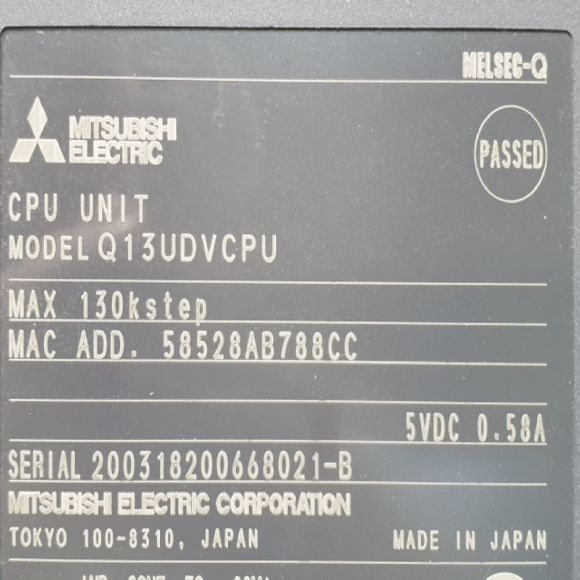 MELSEC-Q
MITSUBISHI
ELECTRIC
PASSED
CPU UNIT
MODEL Q13UDVCPU
MAX 130kstep
MAC ADD. 58528AB788CC
5VDC 0.58A
SERIAL 200318200668021-B
MITSUBISHI ELECTRIC CORPORATION
TOKYO 100-8310, JAPAN MADE IN JAPAN